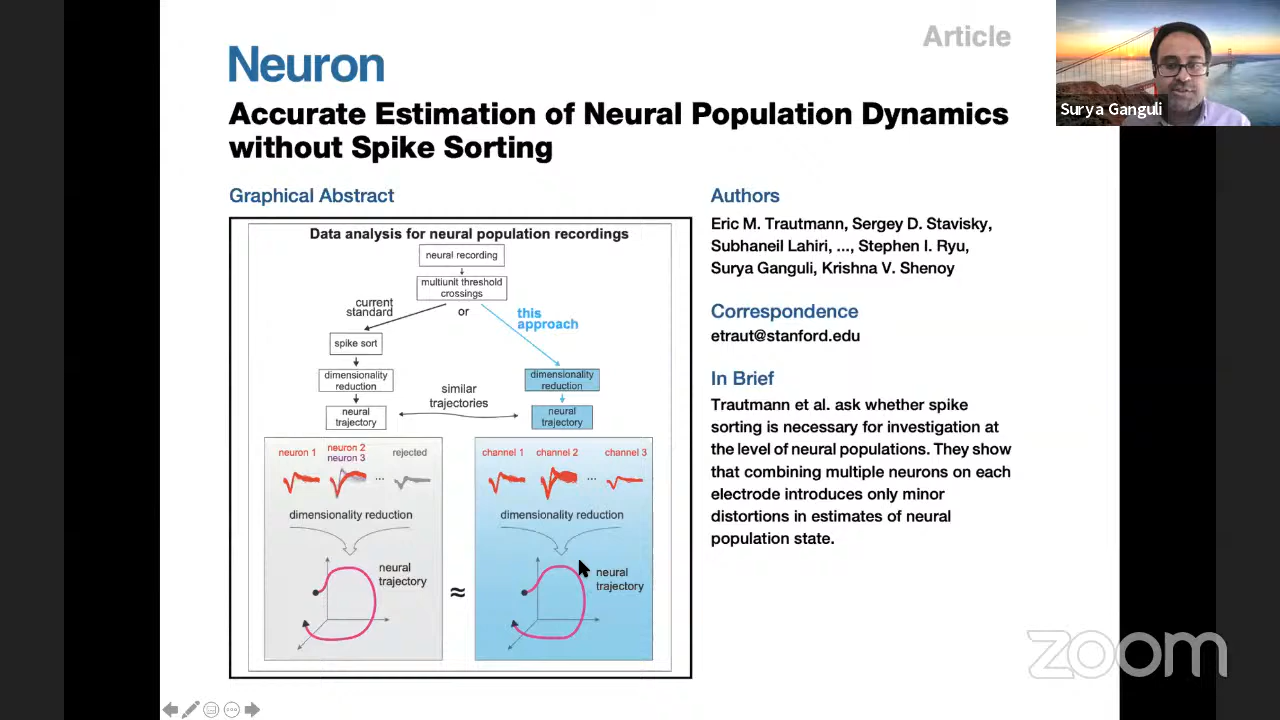 Article
Neuron
Accurate Estimation of Neural Population Dynamics
without Spike Sorting
Graphical Abstract
Data analysis for neural population recordings
neural recording
multiunit threshold
crossings
current
standard
or
this
approach
spike sort
dimensionality
reduction
neural
trajectory
similar
trajectories
dimensionality
reduction
neural
trajectory
neuron 1
neuron 2
neuron 3
rejected
...
dimensionality reduction
neural
trajectory
≈
channel 1
channel 2
channel 3
...
dimensionality reduction
neural
trajectory
Authors
Eric M. Trautmann, Sergey D. Stavisky,
Subhaneil Lahiri, ..., Stephen I. Ryu,
Surya Ganguli, Krishna V. Shenoy
Correspondence
etraut@stanford.edu
In Brief
Trautmann et al. ask whether spike
sorting is necessary for investigation at
the level of neural populations. They show
that combining multiple neurons on each
electrode introduces only minor
distortions in estimates of neural
population state.
Surya Ganguli
zoom